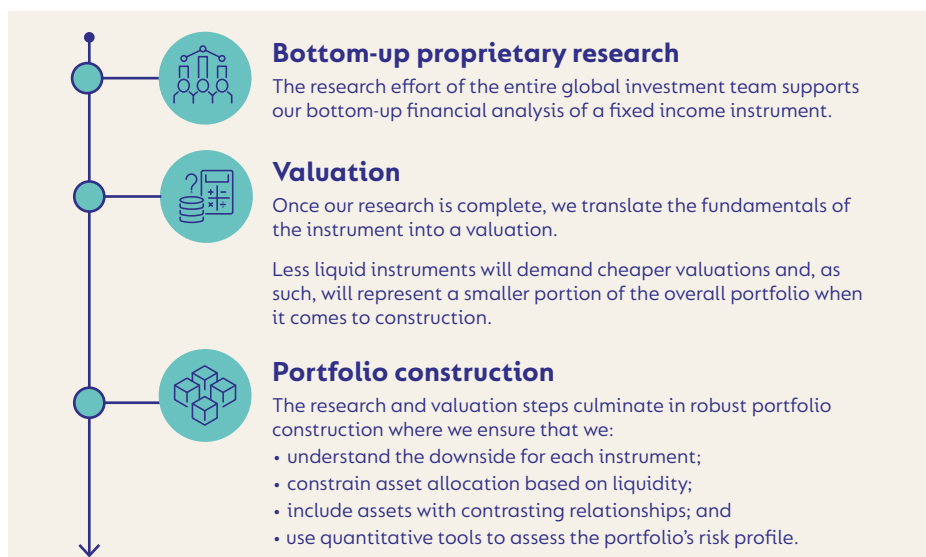 Bottom-up proprietary research
The research effort of the entire global investment team supports
our bottom-up financial analysis of a fixed income instrument.
Valuation
Once our research is complete, we translate the fundamentals of
the instrument into a valuation.
Less liquid instruments will demand cheaper valuations and, as
such, will represent a smaller portion of the overall portfolio when
it comes to construction.
Portfolio construction
The research and valuation steps culminate in robust portfolio
construction where we ensure that we:
• understand the downside for each instrument;
• constrain asset allocation based on liquidity;
• include assets with contrasting relationships; and
• use quantitative tools to assess the portfolio’s risk profile.